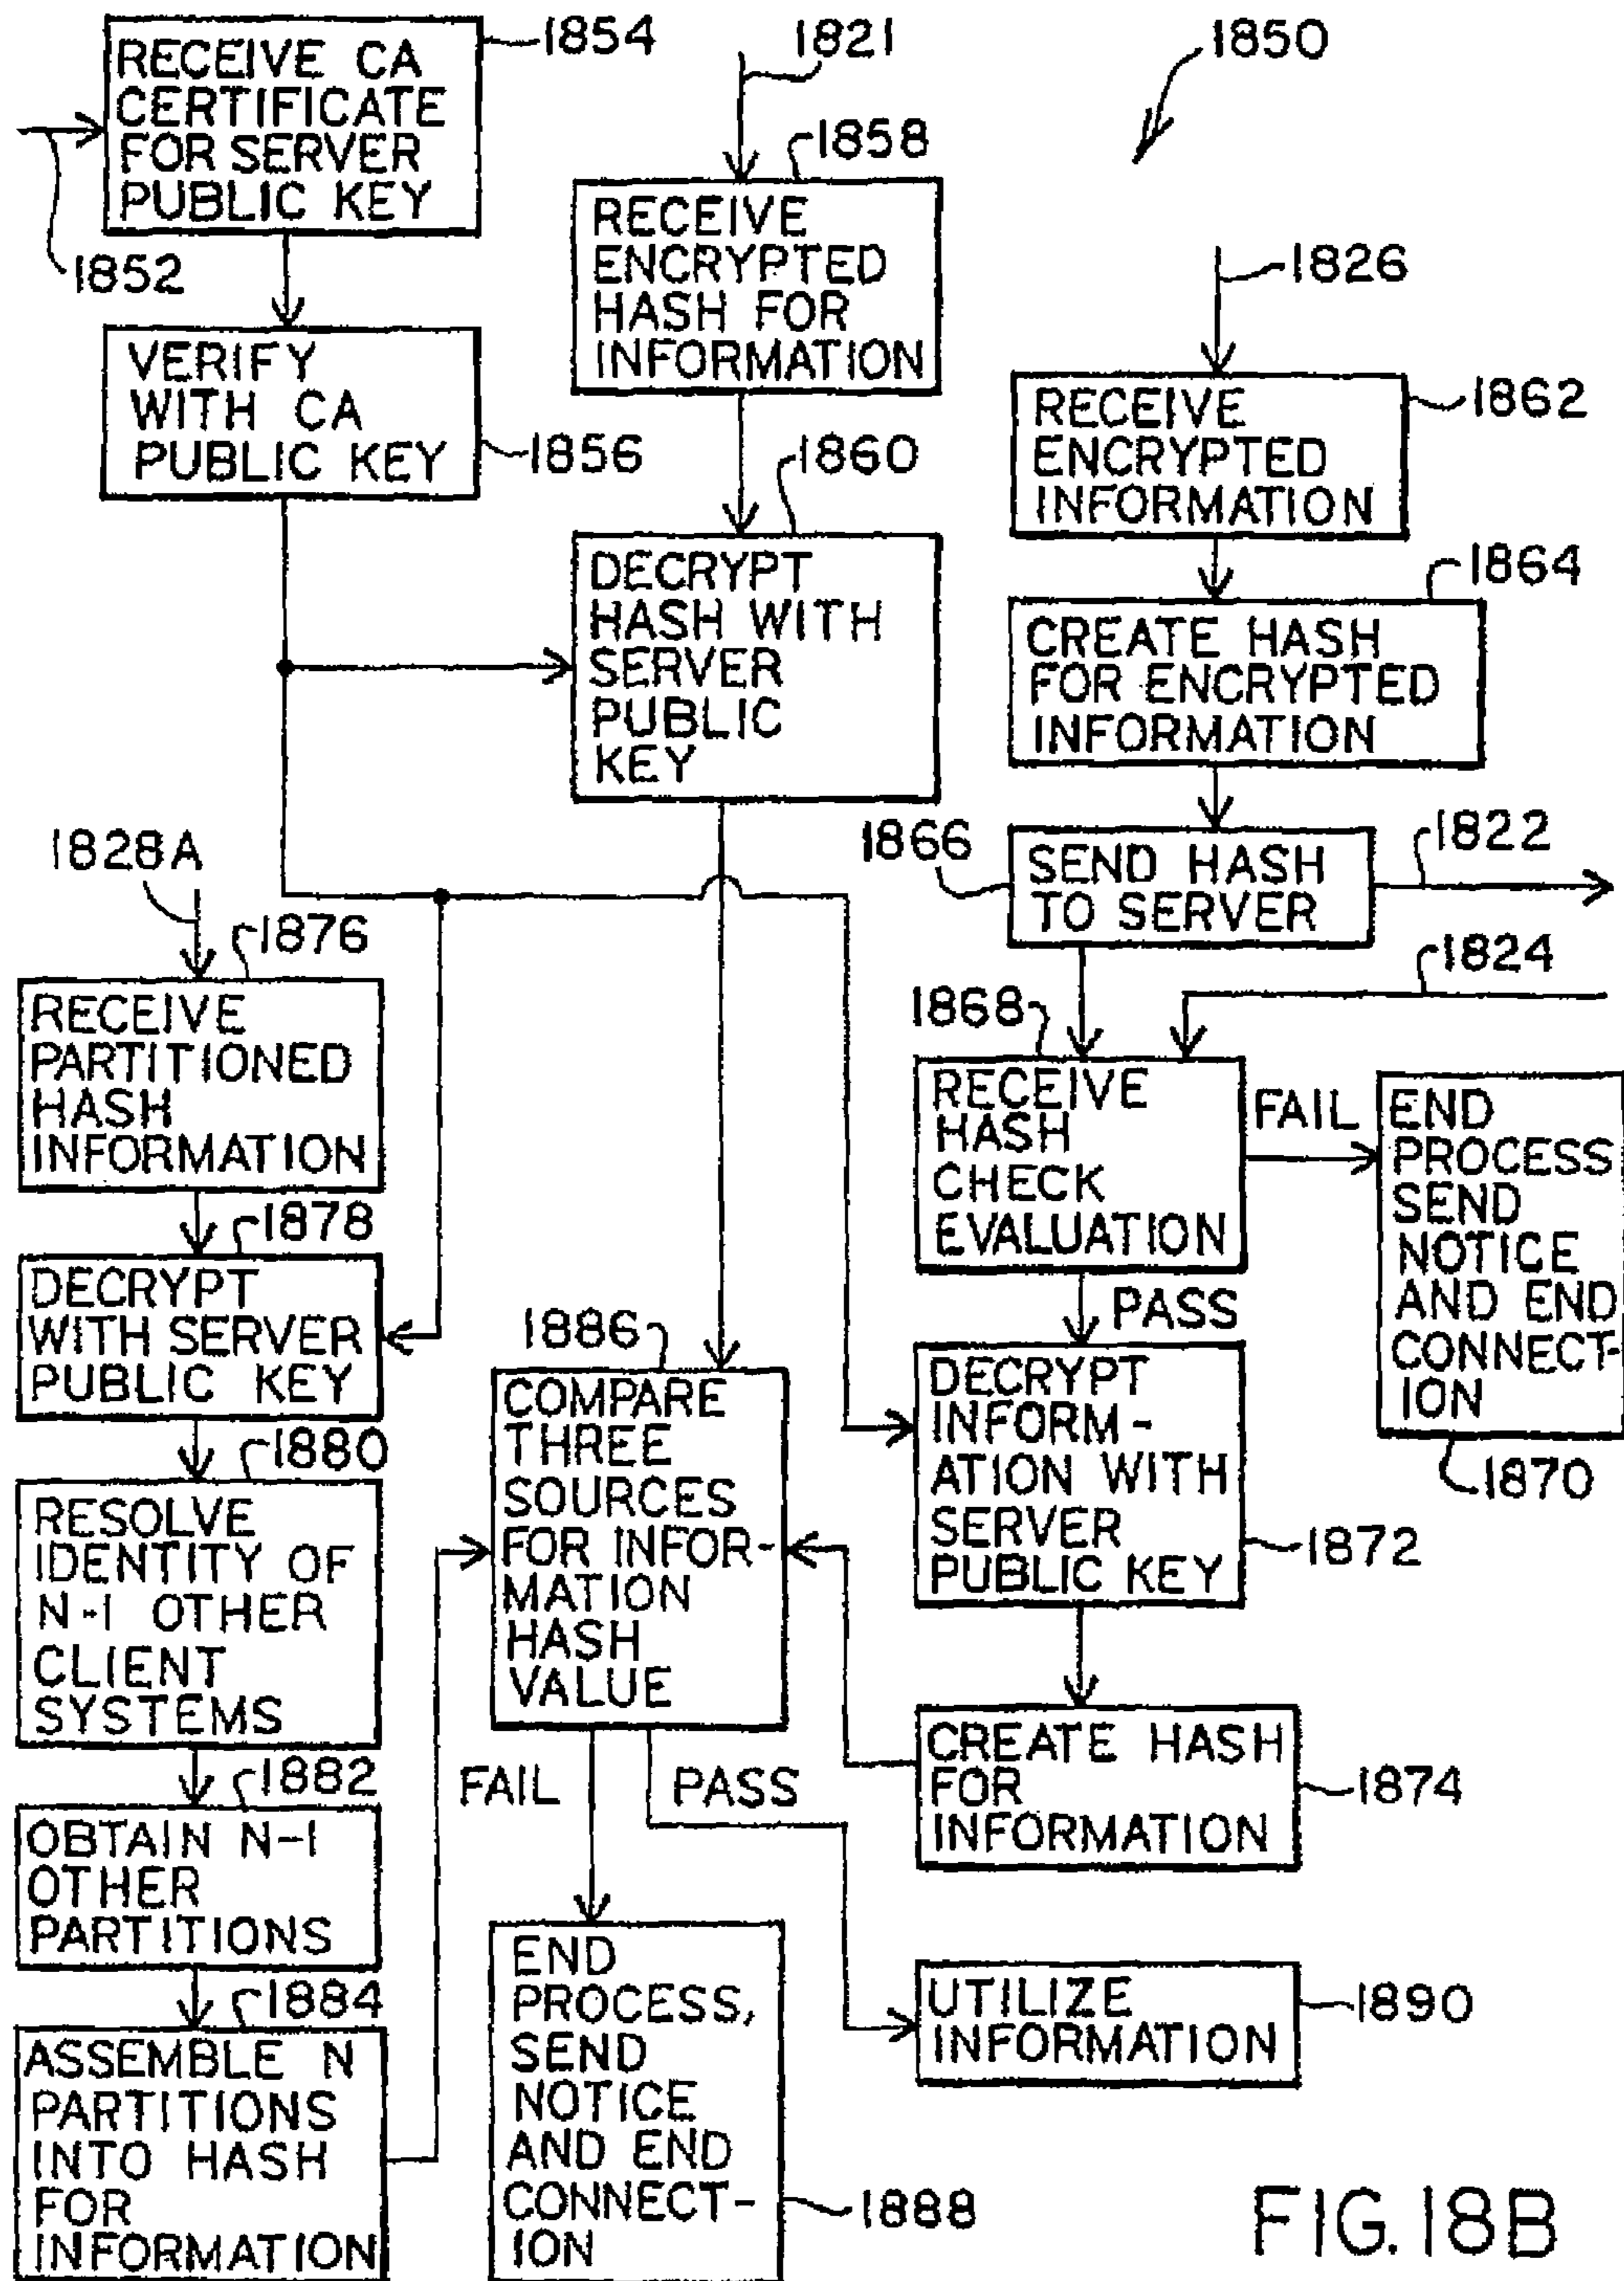 1854
RECEIVE CA
CERTIFICATE
FOR SERVER
PUBLIC KEY
1852
VERIFY
WITH CA
PUBLIC KEY
1856
1821
1858
RECEIVE
ENCRYPTED
HASH FOR
INFORMATION
1860
DECRYPT
HASH WITH
SERVER
PUBLIC
KEY
1850
1826
1862
RECEIVE
ENCRYPTED
INFORMATION
1864
CREATE HASH
FOR ENCRYPTED
INFORMATION
1866
SEND HASH
TO SERVER
1822
1824
1868
RECEIVE
HASH
CHECK
EVALUATION
FAIL
END
PROCESS
SEND
NOTICE
AND END
CONNECT-
ION
1870
PASS
DECRYPT
INFORM-
ATION WITH
SERVER
PUBLIC KEY
1872
CREATE HASH
FOR
INFORMATION
1874
1828A
1876
RECEIVE
PARTITIONED
HASH
INFORMATION
1878
DECRYPT
WITH SERVER
PUBLIC KEY
1880
RESOLVE
IDENTITY OF
N-1 OTHER
CLIENT
SYSTEMS
1882
OBTAIN N-1
OTHER
PARTITIONS
1884
ASSEMBLE N
PARTITIONS
INTO HASH
FOR
INFORMATION
1886
COMPARE
THREE
SOURCES
FOR INFOR-
MATION
HASH
VALUE
FAIL
PASS
END
PROCESS,
SEND
NOTICE
AND END
CONNECT-
ION
1888
UTILIZE
INFORMATION
1890
FIG. 18B